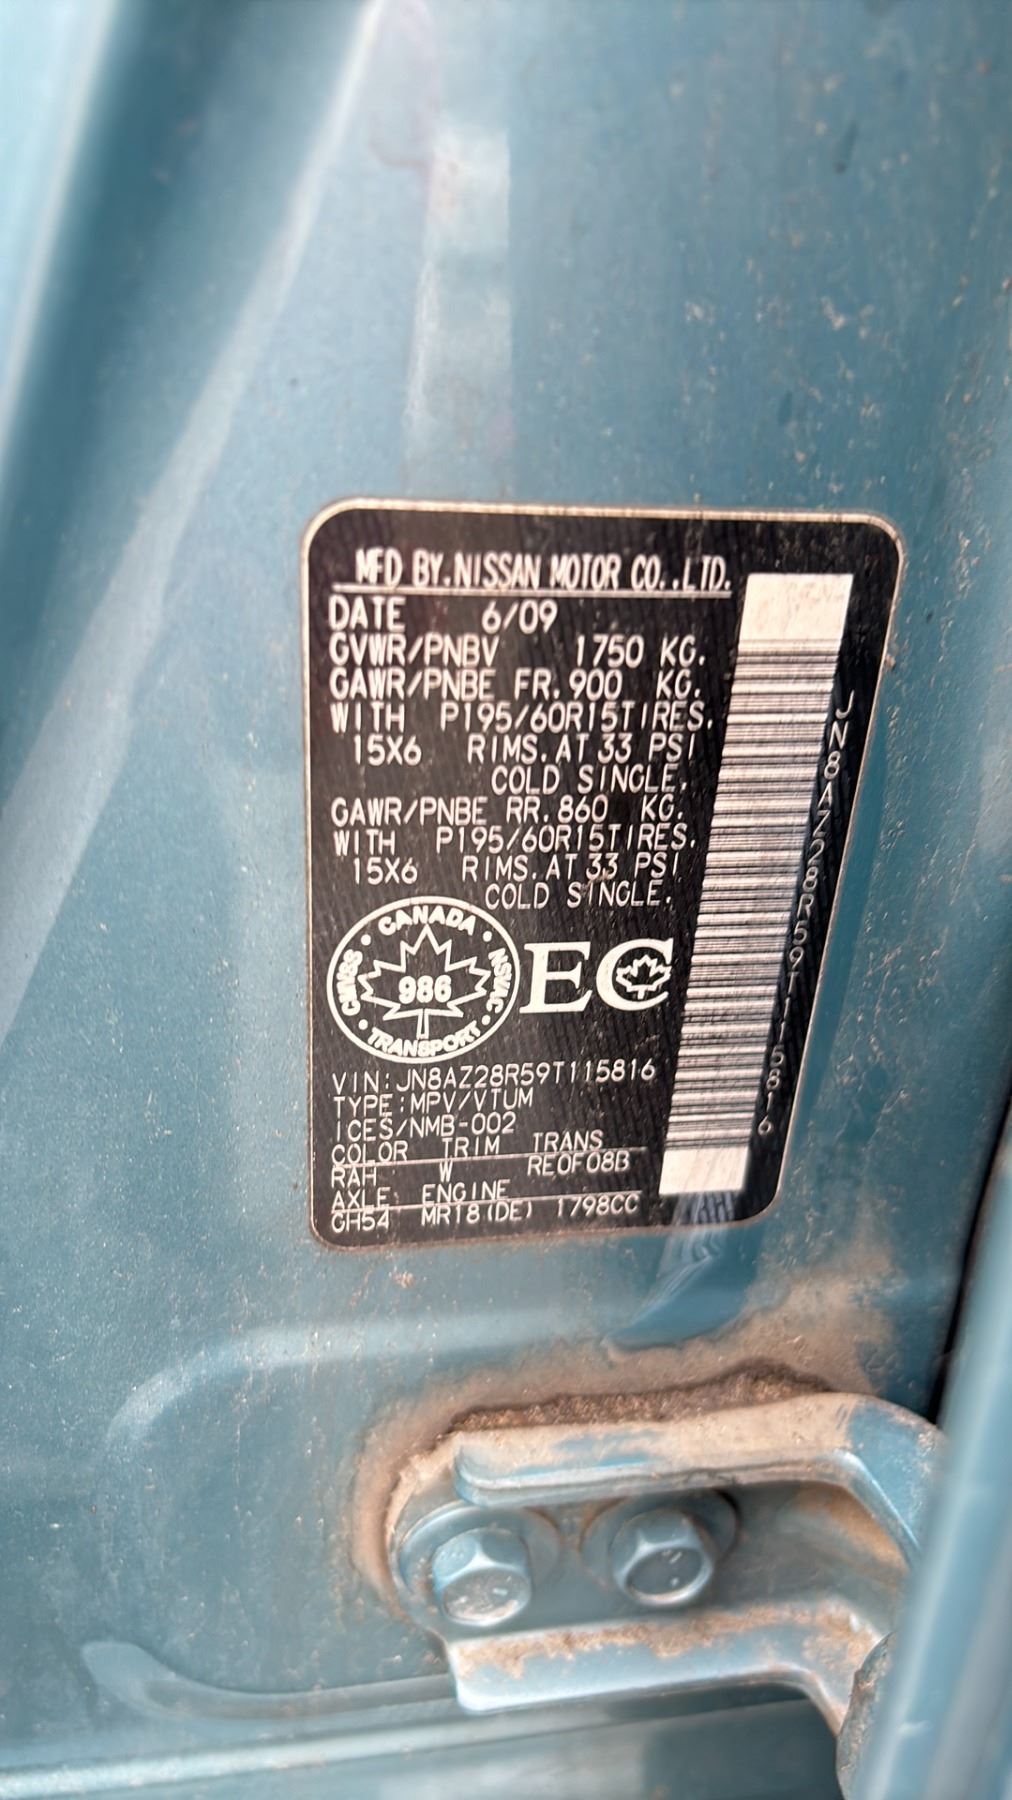 MFD BY.NISSAN MOTOR CO.,LTD.
DATE 6/09
GVWR/PNBV 1750 KG.
GAWR/PNBE FR.900 KG.
WITH P195/60R15TIRES.
15X6 RIMS.AT 33 PSI
COLD SINGLE.
GAWR/PNBE RR.860 KG.
WITH P195/60R15TIRES.
15X6 RIMS.AT 33 PSI
COLD SINGLE.
CANADA
CMVSS NSVAC
986
TRANSPORT
EC
VIN:JN8AZ28R59T115816
TYPE:MPV/VTUM
ICES/NMB-002
COLOR TRIM TRANS
RAH W RE0F08B
AXLE ENGINE
GH54 MR18(DE) 1798CC
JN8AZ28R59T115816